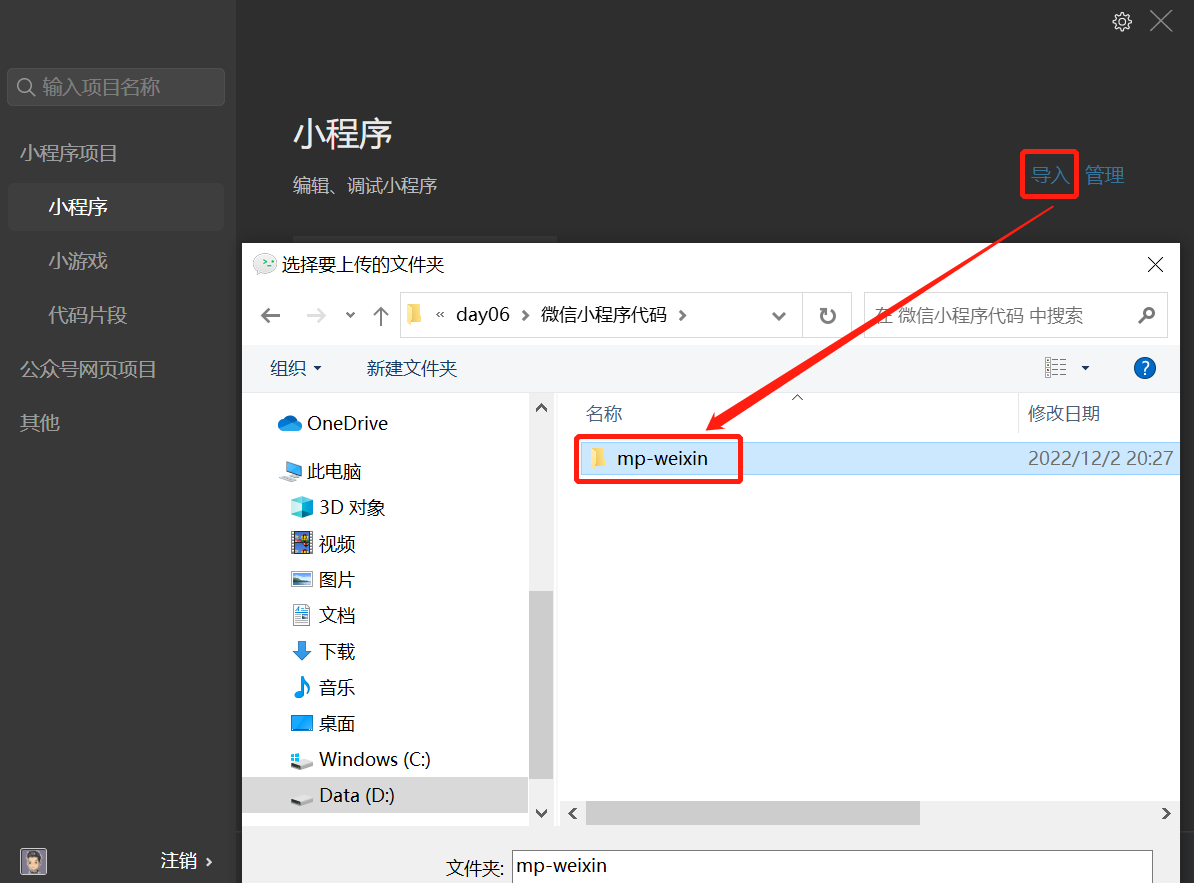 输入项目名称
小程序项目
小程序
小游戏
代码片段
公众号网页项目
其他
注销 ›
小程序
编辑、调试小程序
导入 管理
选择要上传的文件夹
« day06 › 微信小程序代码 ›
在 微信小程序代码 中搜索
组织 新建文件夹
?
OneDrive
此电脑
3D 对象
视频
图片
文档
下载
音乐
桌面
Windows (C:)
Data (D:)
名称 修改日期
mp-weixin 2022/12/2 20:27
文件夹: mp-weixin